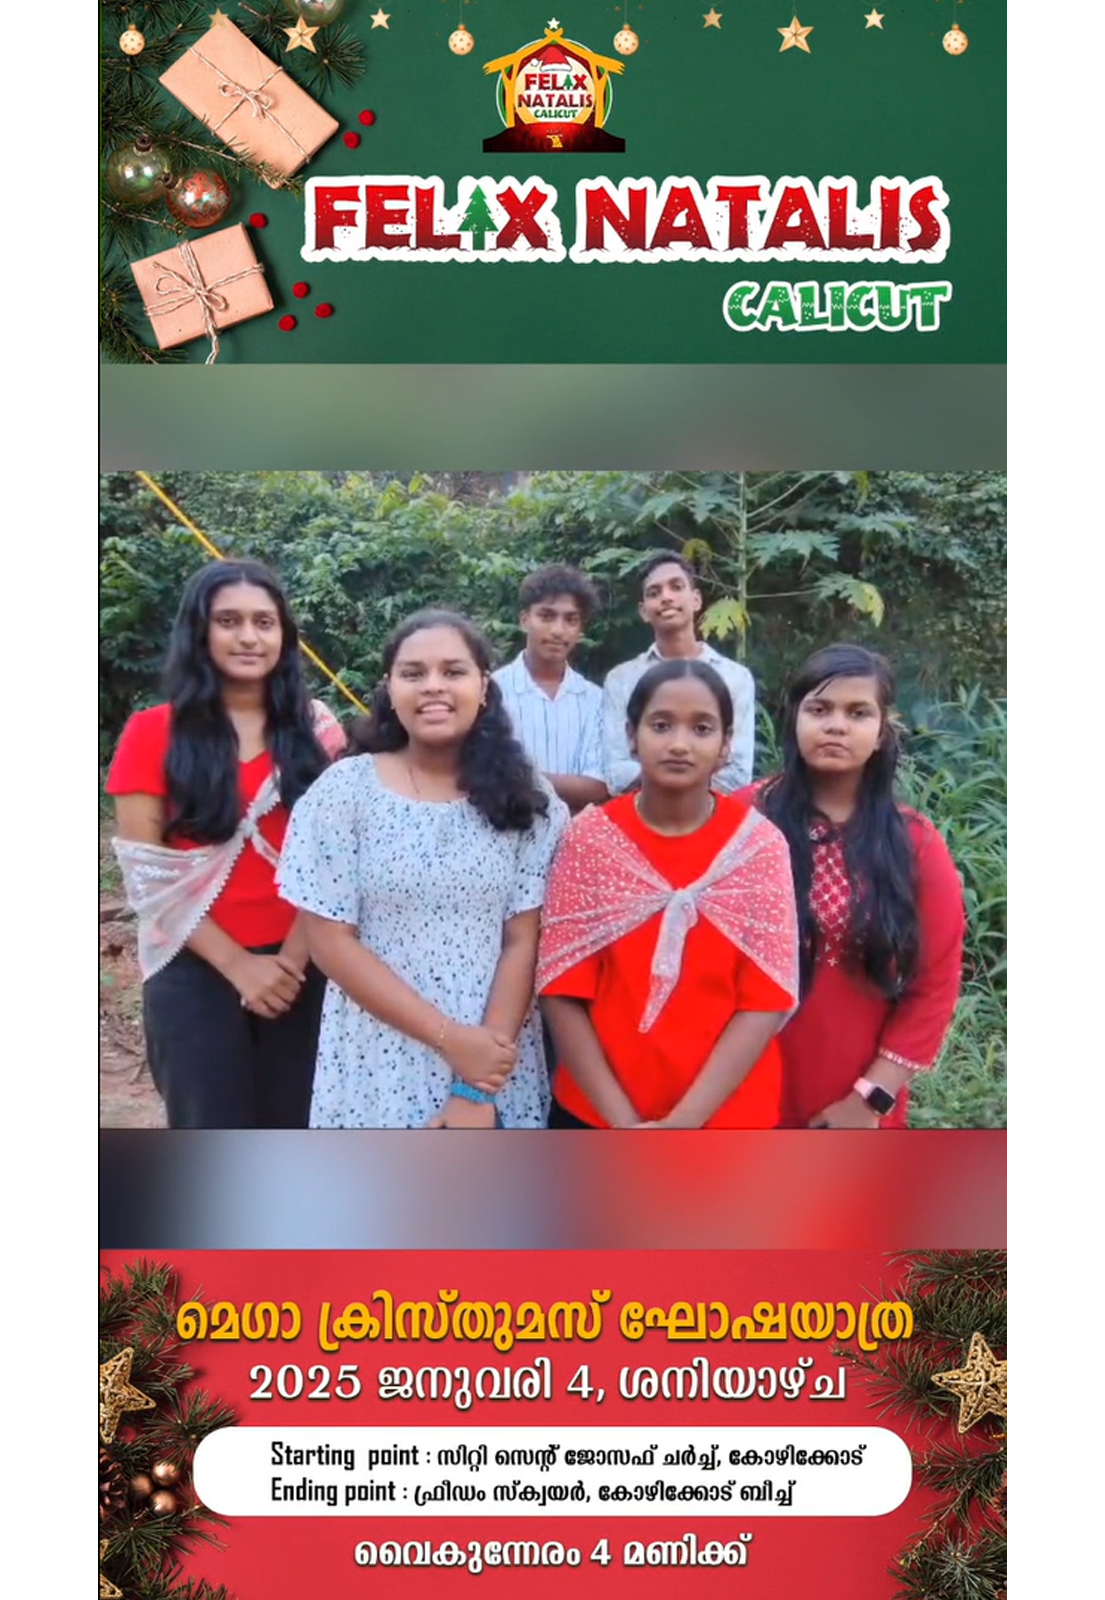 FELIX
NATALIS
CALICUT
FELIX NATALIS
CALICUT
മെഗാ ക്രിസ്തുമസ് ഘോഷയാത്ര
2025 ജനുവരി 4, ശനിയാഴ്ച
Starting point : സിറ്റി സെന്റ് ജോസഫ് ചർച്ച്, കോഴിക്കോട്
Ending point : ഫ്രീഡം സ്ക്വയർ, കോഴിക്കോട് ബീച്ച്
വൈകുന്നേരം 4 മണിക്ക്